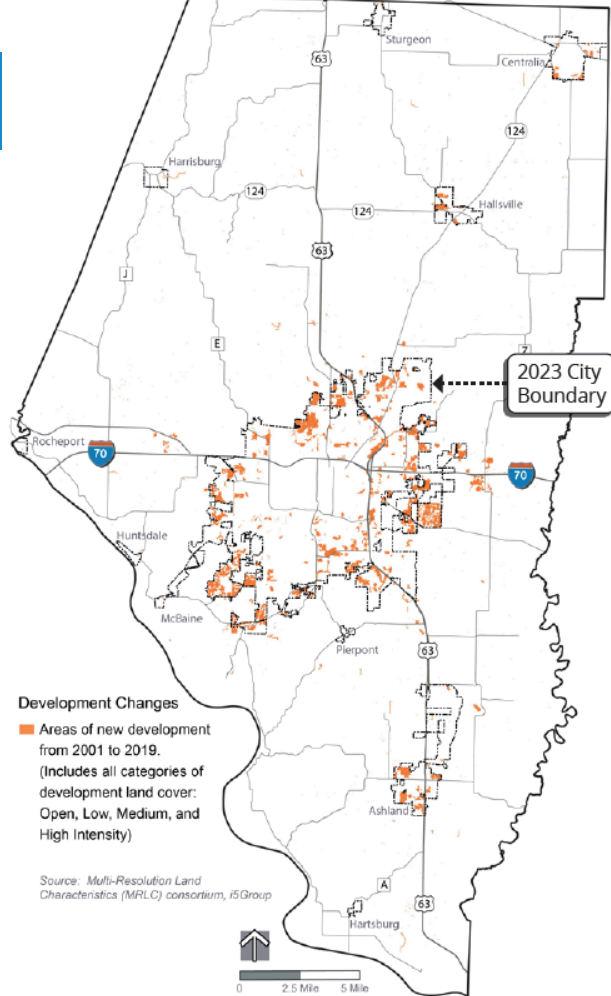 Sturgeon
63
Centralia
124
Harrisburg
124
124
Hallsville
63
J
E
Z
2023 City
Boundary
Rocheport
70
70
Huntsdale
McBaine
Pierpont
63
Development Changes
Areas of new development
from 2001 to 2019.
(Includes all categories of
development land cover:
Open, Low, Medium, and
High Intensity)
Ashland
Source: Multi-Resolution Land
Characteristics (MRLC) consortium, i5Group
A
63
Hartsburg
0 2.5 Mile 5 Mile